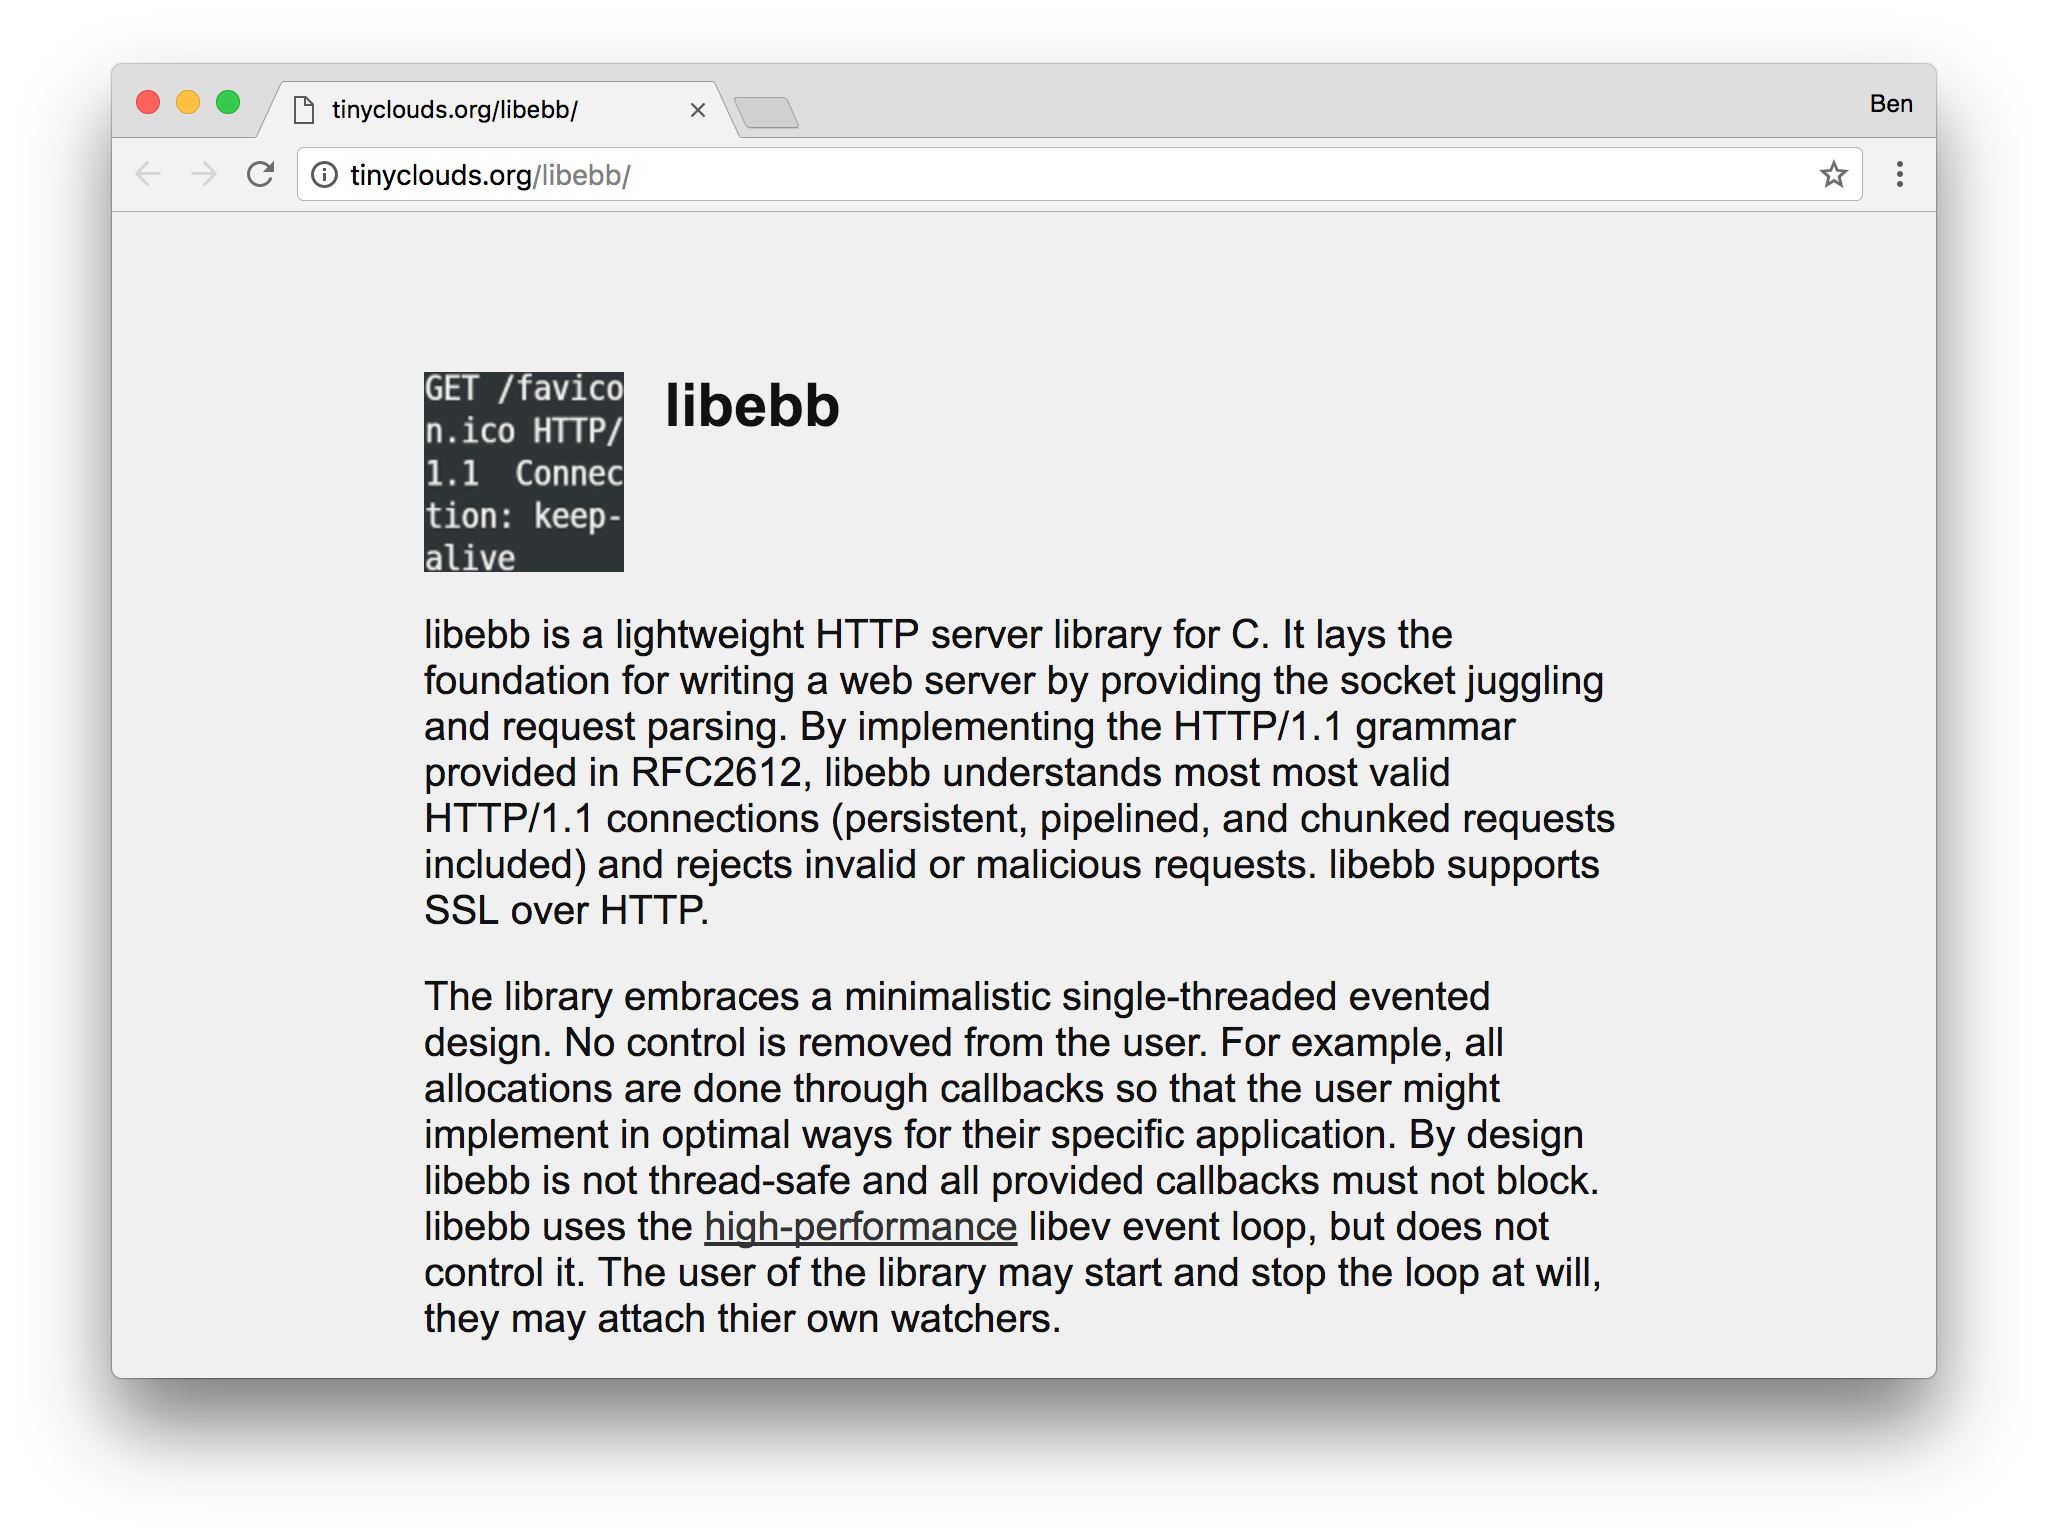 tinyclouds.org/libebb/
Ben
tinyclouds.org/libebb/
GET /favico
n.ico HTTP/
1.1  Connec
tion: keep-
alive
libebb
libebb is a lightweight HTTP server library for C. It lays the
foundation for writing a web server by providing the socket juggling
and request parsing. By implementing the HTTP/1.1 grammar
provided in RFC2612, libebb understands most most valid
HTTP/1.1 connections (persistent, pipelined, and chunked requests
included) and rejects invalid or malicious requests. libebb supports
SSL over HTTP.
The library embraces a minimalistic single-threaded evented
design. No control is removed from the user. For example, all
allocations are done through callbacks so that the user might
implement in optimal ways for their specific application. By design
libebb is not thread-safe and all provided callbacks must not block.
libebb uses the high-performance libev event loop, but does not
control it. The user of the library may start and stop the loop at will,
they may attach thier own watchers.